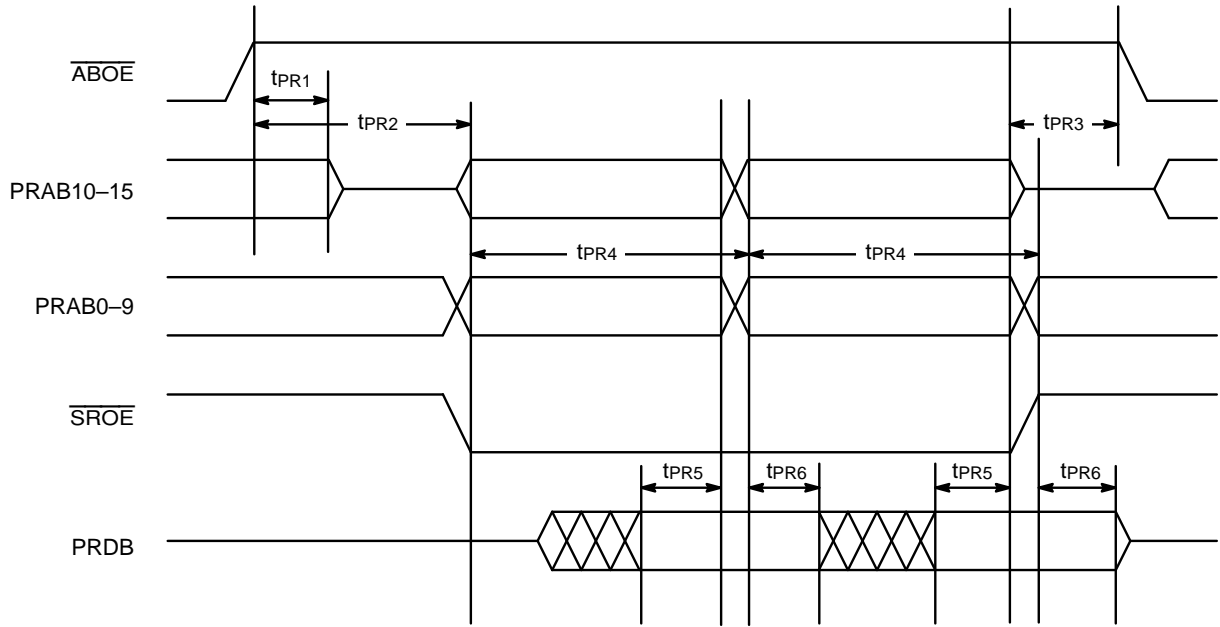 ABOE
tPR1
tPR2
tPR3
PRAB10–15
tPR4
tPR4
PRAB0–9
SROE
tPR5
tPR6
tPR5
tPR6
PRDB